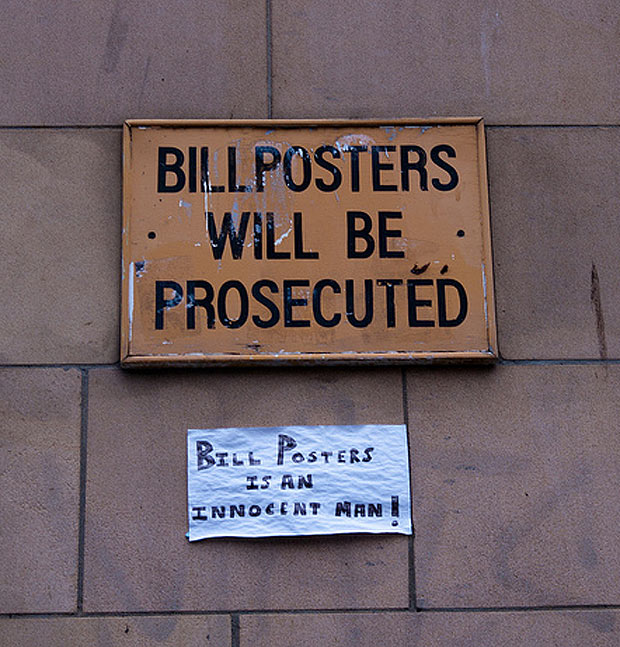 BILLPOSTERS
WILL BE
PROSECUTED
BILL POSTERS
IS AN
INNOCENT MAN!